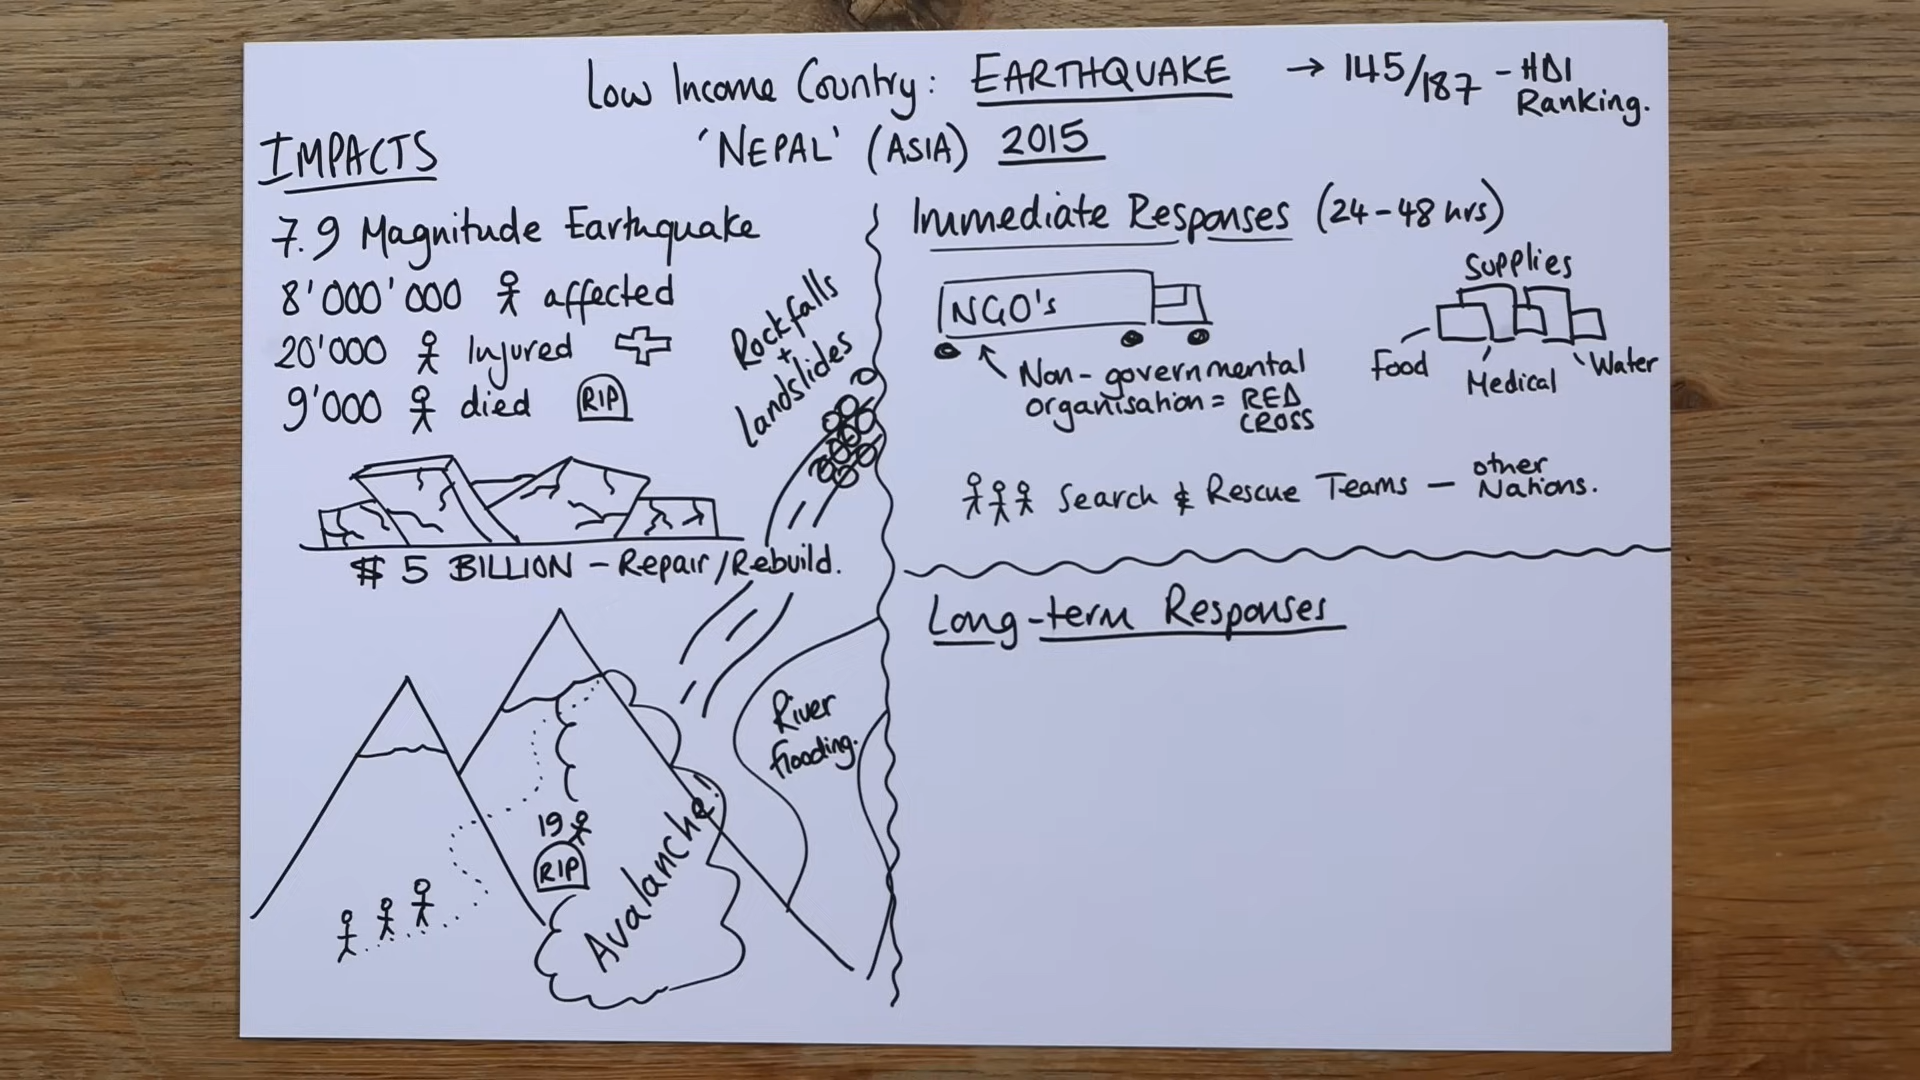 Low Income Country: EARTHQUAKE → 145/187 - HDI Ranking.
'NEPAL' (ASIA) 2015
IMPACTS
7.9 Magnitude Earthquake
8'000'000 affected
20'000 Injured
9'000 died RIP
Rockfalls
+
landslides
$ 5 BILLION - Repair/Rebuild.
River
flooding.
19
RIP
Avalanche
Immediate Responses (24-48 hrs)
NGO's
Non-governmental
organisation = RED
CROSS
Supplies
Food
Medical
Water
Search & Rescue Teams - other
Nations.
Long-term Responses